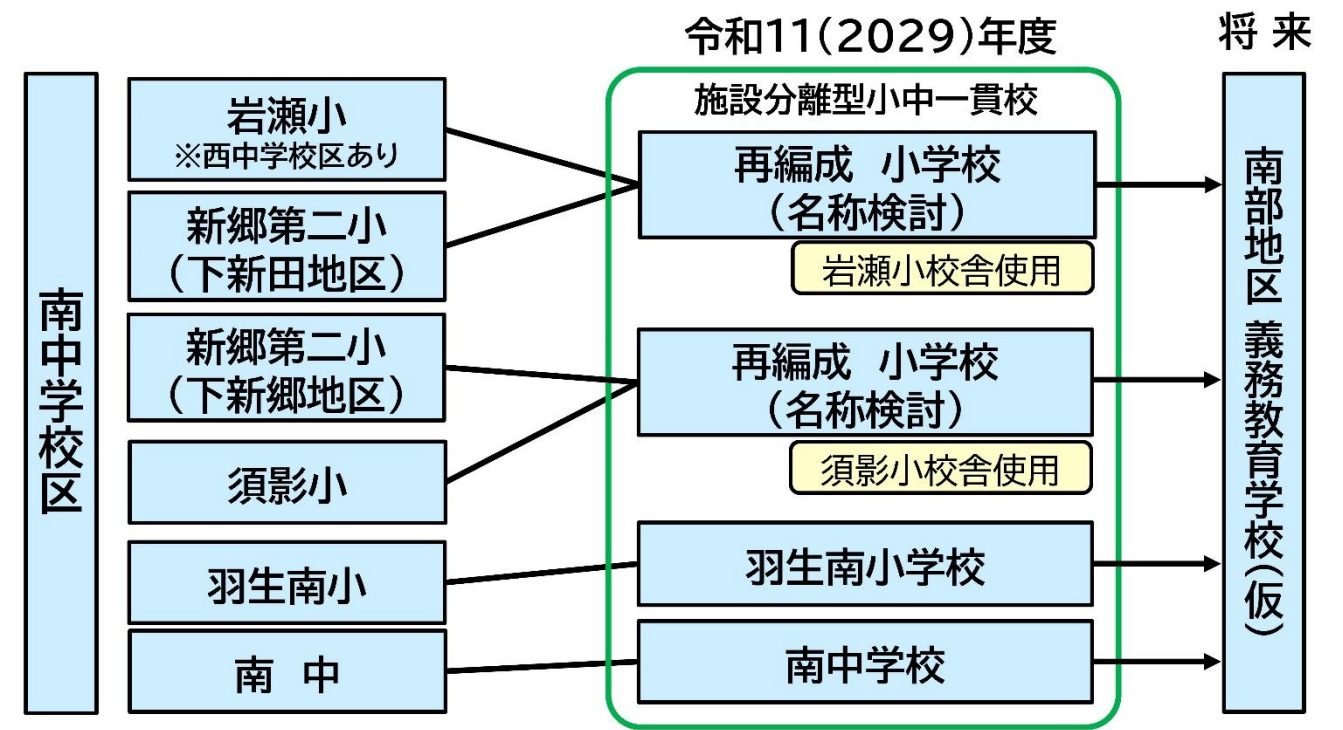 令和11(2029)年度
将来
南中学校区
岩瀬小
※西中学校区あり
新郷第二小
(下新田地区)
新郷第二小
(下新郷地区)
須影小
羽生南小
南中
施設分離型小中一貫校
再編成 小学校
(名称検討)
岩瀬小校舎使用
再編成 小学校
(名称検討)
須影小校舎使用
羽生南小学校
南中学校
南部地区 義務教育学校(仮)